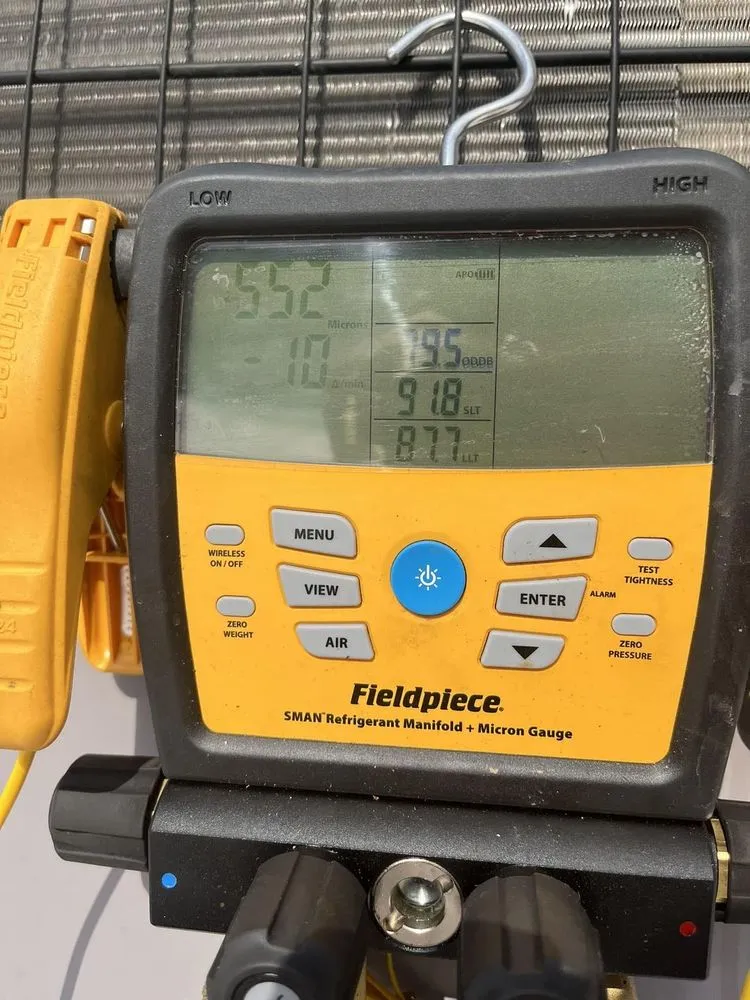 LOW
HIGH
552
Microns
APO
-10
Δ/min
79.5 ODDB
91.8 SLT
87.7 LLT
Fieldpiece
MENU
VIEW
AIR
WIRELESS
ON / OFF
ZERO
WEIGHT
ENTER
ALARM
TEST
TIGHTNESS
ZERO
PRESSURE
Fieldpiece
SMAN™ Refrigerant Manifold + Micron Gauge